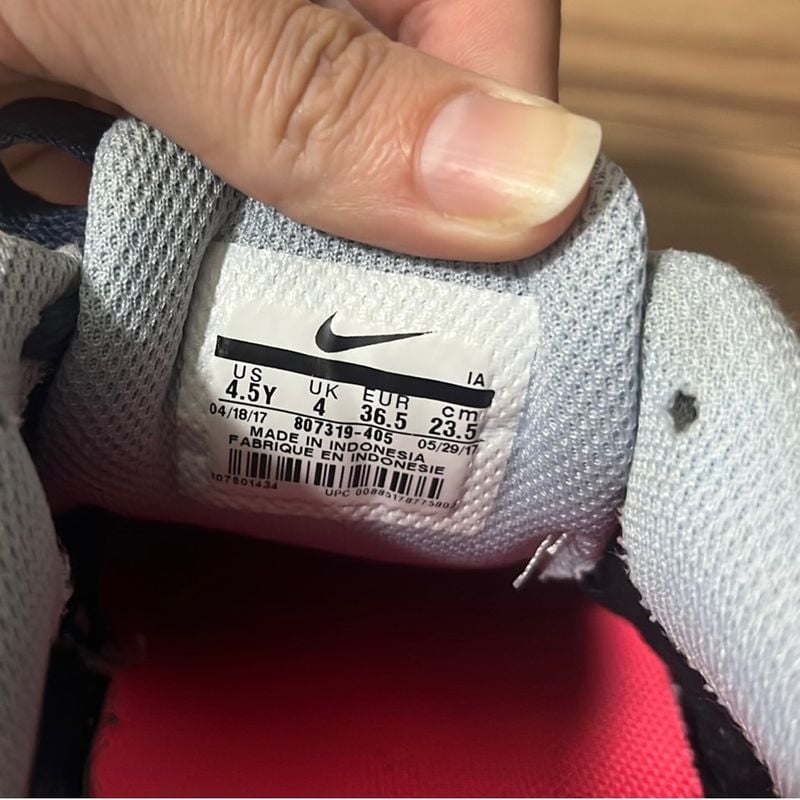 IA
US UK EUR cm
4.5Y 4 36.5 23.5
04/18/17 807319-405 05/29/17
MADE IN INDONESIA
FABRIQUE EN INDONESIE
UPC